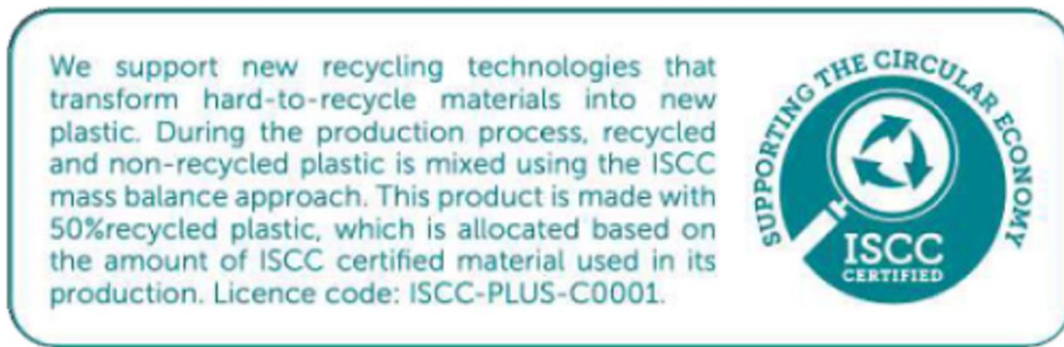 We support new recycling technologies that
transform hard-to-recycle materials into new
plastic. During the production process, recycled
and non-recycled plastic is mixed using the ISCC
mass balance approach. This product is made with
50%recycled plastic, which is allocated based on
the amount of ISCC certified material used in its
production. Licence code: ISCC-PLUS-C0001.
SUPPORTING THE CIRCULAR ECONOMY
ISCC
CERTIFIED